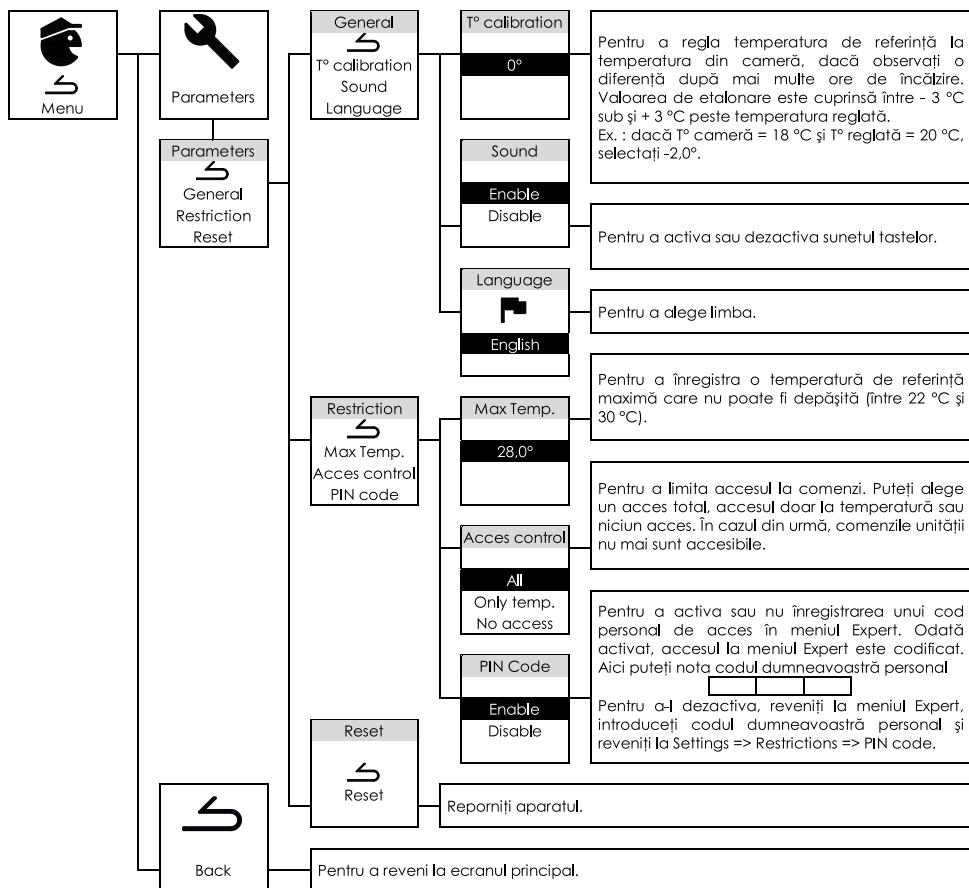 Menu
Parameters
Parameters
General
Restriction
Reset
General
T° calibration
Sound
Language
T° calibration
0°
Pentru a regla temperatura de referință la
temperatura din cameră, dacă observați o
diferență după mai multe ore de încălzire.
Valoarea de etalonare este cuprinsă între - 3 °C
sub și + 3 °C peste temperatura reglată.
Ex. : dacă T° cameră = 18 °C și T° reglată = 20 °C,
selectați -2,0°.
Sound
Enable
Disable
Pentru a activa sau dezactiva sunetul tastelor.
Language
English
Pentru a alege limba.
Restriction
Max Temp.
Acces control
PIN code
Max Temp.
28,0°
Pentru a înregistra o temperatură de referință
maximă care nu poate fi depășită (între 22 °C și
30 °C).
Acces control
All
Only temp.
No access
Pentru a limita accesul la comenzi. Puteți alege
un acces total, accesul doar la temperatură sau
niciun acces. În cazul din urmă, comenzile unității
nu mai sunt accesibile.
PIN Code
Enable
Disable
Pentru a activa sau nu înregistrarea unui cod
personal de acces în meniul Expert. Odată
activat, accesul la meniul Expert este codificat.
Aici puteți nota codul dumneavoastră personal
Pentru a-l dezactiva, reveniți la meniul Expert,
introduceți codul dumneavoastră personal și
reveniți la Settings => Restrictions => PIN code.
Reset
Reset
Reporniți aparatul.
Back
Pentru a reveni la ecranul principal.